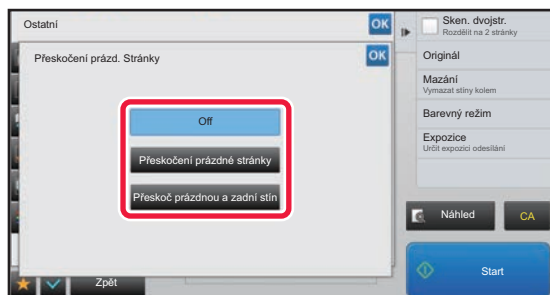 Ostatní
OK
Přeskočení prázd. Stránky
OK
Off
Přeskočení prázdné stránky
Přeskoč prázdnou a zadní stín
Zpět
Sken. dvojstr.
Rozdělit na 2 stránky
Originál
Mazání
Vymazat stíny kolem
Barevný režim
Expozice
Určit expozici odesílání
Náhled
CA
Start